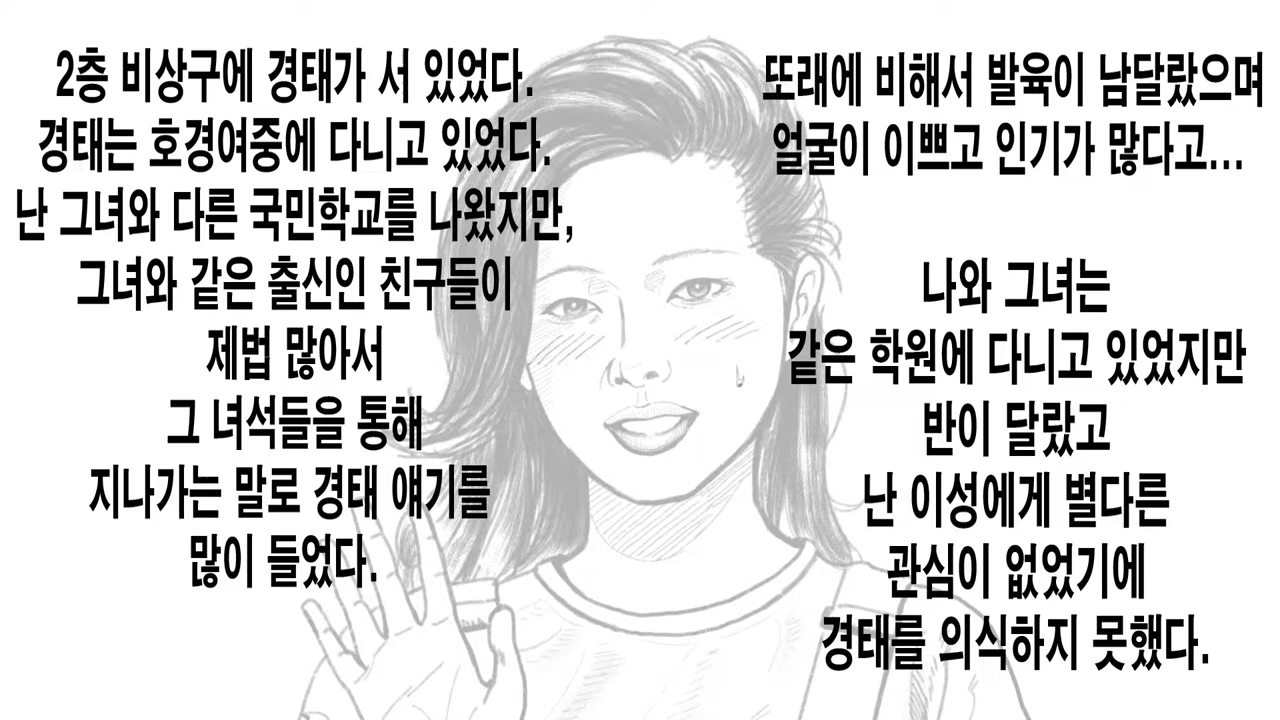 2층 비상구에 경태가 서 있었다.
경태는 호경여중에 다니고 있었다.
난 그녀와 다른 국민학교를 나왔지만,
그녀와 같은 출신인 친구들이
제법 많아서
그 녀석들을 통해
지나가는 말로 경태 얘기를
많이 들었다.
또래에 비해서 발육이 남달랐으며
얼굴이 이쁘고 인기가 많다고...
나와 그녀는
같은 학원에 다니고 있었지만
반이 달랐고
난 이성에게 별다른
관심이 없었기에
경태를 의식하지 못했다.